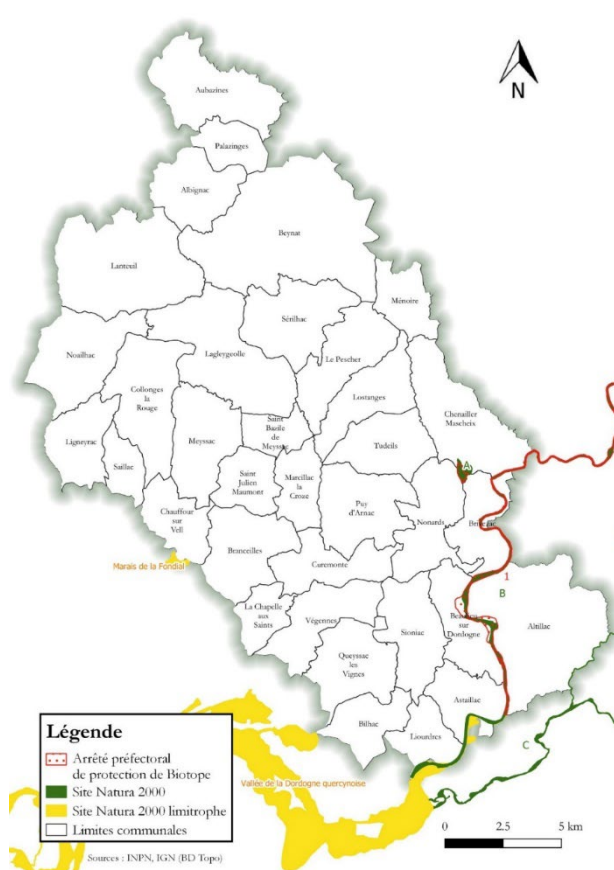 N
Aubazines
Palazinges
Albignac
Beynat
Lanteuil
Ménoire
Sérilhac
Noailhac
Lagleygeolle
Le Pescher
Collonges
la
Rouge
Lostanges
Chenailler
Mascheix
Saint
Bazile
de
Meyssac
Ligneyrac
Meyssac
Tudeils
Saillac
A
Saint
Julien
Maumont
Marcillac
la
Croze
Puy
d'Arnac
Nonards
Chauffour
sur
Vell
Branceilles
Curemonte
Marais de la Fondial
1
B
La Chapelle
aux
Saints
Végennes
Sioniac
sur
Dordogne
Altillac
Queyssac
les
Vignes
Astaillac
Bilhac
Liourdres
C
Vallée de la Dordogne quercynoise
Légende
Arrêté préfectoral
de protection de Biotope
Site Natura 2000
Site Natura 2000 limitrophe
Limites communales
Sources : INPN, IGN (BD Topo)
0 2.5 5 km